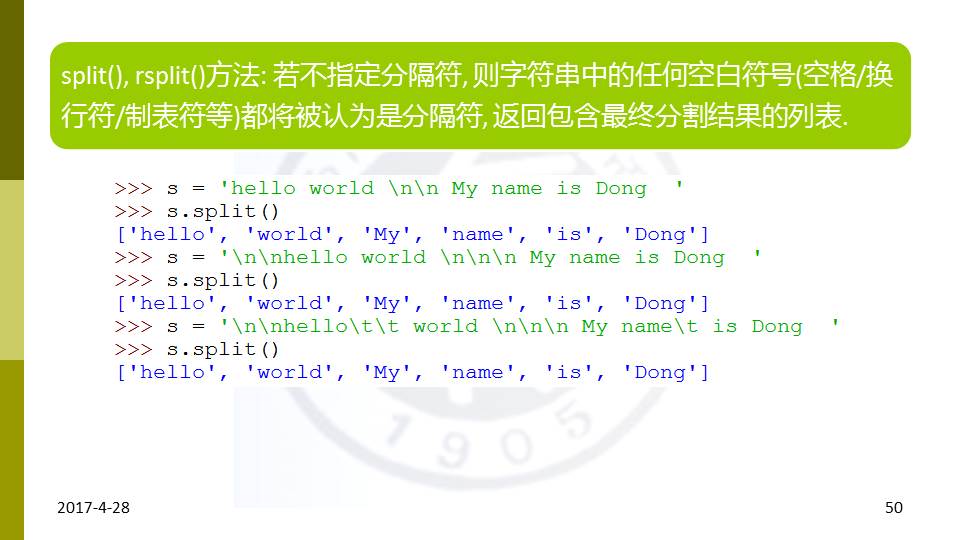 split(), rsplit()方法: 若不指定分隔符, 则字符串中的任何空白符号(空格/换
行符/制表符等)都将被认为是分隔符, 返回包含最终分割结果的列表.
>>> s = 'hello world \n\n My name is Dong  '
>>> s.split()
['hello', 'world', 'My', 'name', 'is', 'Dong']
>>> s = '\n\nhello world \n\n\n My name is Dong  '
>>> s.split()
['hello', 'world', 'My', 'name', 'is', 'Dong']
>>> s = '\n\nhello\t\t world \n\n\n My name\t is Dong  '
>>> s.split()
['hello', 'world', 'My', 'name', 'is', 'Dong']
1905
2017-4-28
50